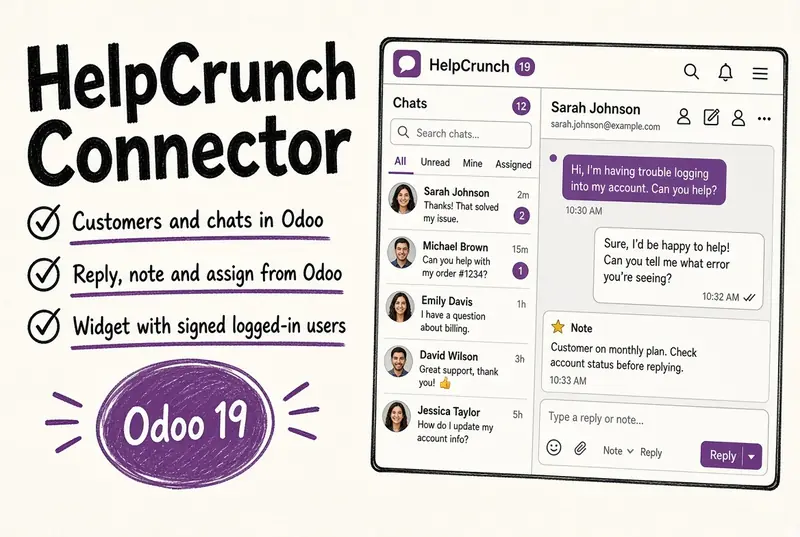 HelpCrunch
Connector
Customers and chats in Odoo
Reply, note and assign from Odoo
Widget with signed logged-in users
Odoo 19
HelpCrunch 19
Chats 12
Search chats...
All Unread Mine Assigned
Sarah Johnson 2m
Thanks! That solved
my issue. 2
Michael Brown 15m
Can you help with
my order #1234? 1
Emily Davis 1h
I have a question
about billing.
David Wilson 3h
Great support, thank
you! 👍
Jessica Taylor 5h
How do I update my
account info?
Sarah Johnson
sarah.johnson@example.com
Hi, I'm having trouble logging
into my account. Can you help?
10:30 AM
Sure, I'd be happy to help!
Can you tell me what error
you're seeing?
10:32 AM
Note
Customer on monthly plan. Check
account status before replying.
10:33 AM
Type a reply or note...
Note Reply
Reply